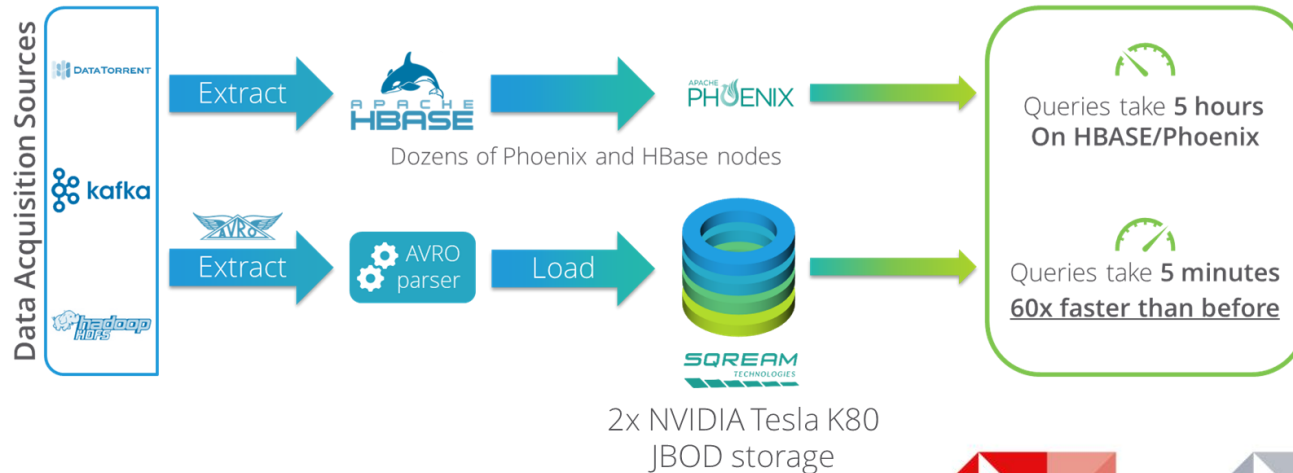 Data Acquisition Sources
DATATORRENT
kafka
hadoop
HDFS
Extract
APACHE
HBASE
APACHE
PHOENIX
Dozens of Phoenix and HBase nodes
Queries take 5 hours
On HBASE/Phoenix
AVRO
Extract
AVRO
parser
Load
SQREAM
TECHNOLOGIES
2x NVIDIA Tesla K80
JBOD storage
Queries take 5 minutes
60x faster than before